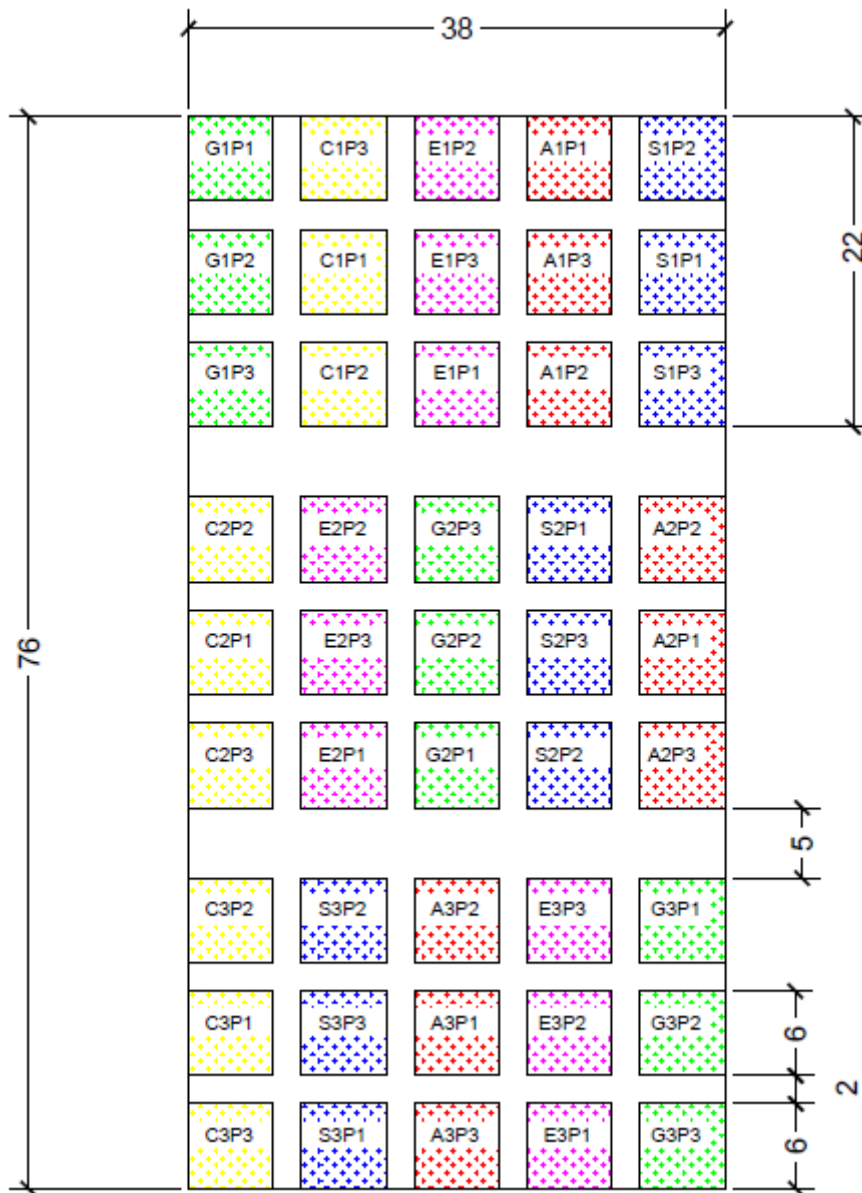 38
G1P1 C1P3 E1P2 A1P1 S1P2
G1P2 C1P1 E1P3 A1P3 S1P1
22
G1P3 C1P2 E1P1 A1P2 S1P3
C2P2 E2P2 G2P3 S2P1 A2P2
C2P1 E2P3 G2P2 S2P3 A2P1
76
C2P3 E2P1 G2P1 S2P2 A2P3
5
C3P2 S3P2 A3P2 E3P3 G3P1
C3P1 S3P3 A3P1 E3P2 G3P2
6
2
C3P3 S3P1 A3P3 E3P1 G3P3
6